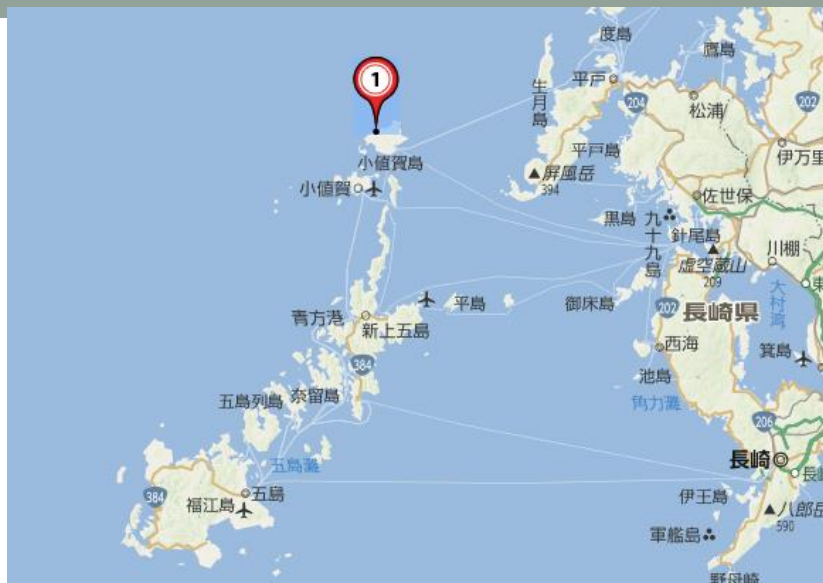 度島
鷹島
1
平戸
204
松浦
202
生月島
伊万里
平戸島
小値賀島
屏風岳
394
小値賀
佐世保
黒島
九十九島
針尾島
川棚
虚空蔵山
209
大村湾
平島
御床島
202
長崎県
青方港
新上五島
西海
箕島
384
池島
奈留島
五島列島
角力灘
206
五島灘
長崎
384
五島
福江島
伊王島
八郎岳
590
軍艦島
野母崎